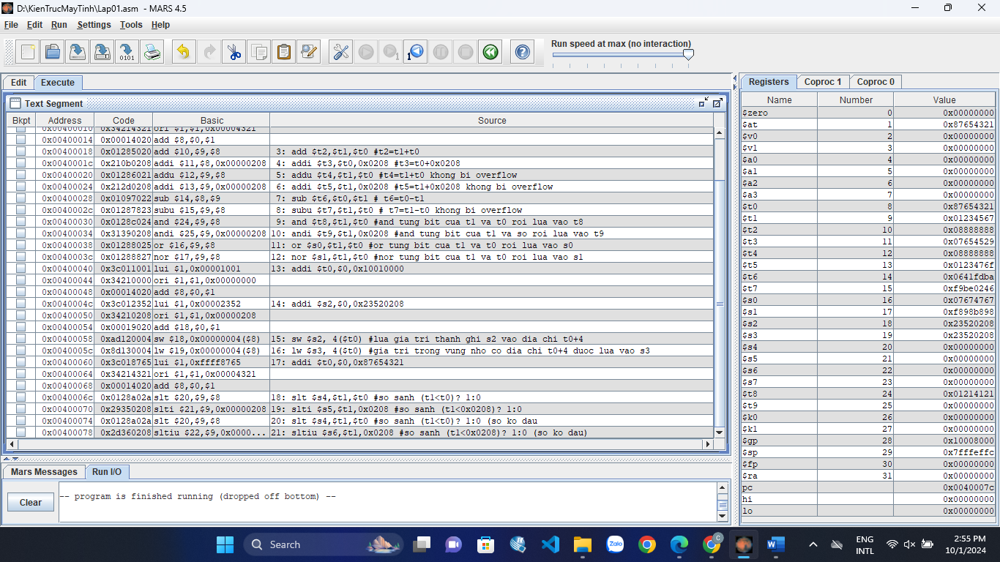 D:\KienTrucMayTinh\Lap01.asm - MARS 4.5
File Edit Run Settings Tools Help
Run speed at max (no interaction)
Edit Execute
Text Segment
Bkpt Address Code Basic Source
0x00400010 0x34214321 ori $1,$1,0x00004321
0x00400014 0x00014020 add $8,$0,$1
0x00400018 0x01285020 add $10,$9,$8 3: add $t2,$t1,$t0 #t2=t1+t0
0x0040001c 0x210b0208 addi $11,$8,0x00000208 4: addi $t3,$t0,0x0208 #t3=t0+0x0208
0x00400020 0x01286021 addu $12,$9,$8 5: addu $t4,$t1,$t0 #t4=t1+t0 khong bi overflow
0x00400024 0x212d0208 addi $13,$9,0x00000208 6: addi $t5,$t1,0x0208 #t5=t1+0x0208 khong bi overflow
0x00400028 0x01097022 sub $14,$8,$9 7: sub $t6,$t0,$t1 # t6=t0-t1
0x0040002c 0x01287823 subu $15,$9,$8 8: subu $t7,$t1,$t0 # t7=t1-t0 khong bi overflow
0x00400030 0x0128c024 and $24,$9,$8 9: and $t8,$t1,$t0 #and tung bit cua t1 va t0 roi lua vao t8
0x00400034 0x31390208 andi $25,$9,0x00000208 10: andi $t9,$t1,0x0208 #and tung bit cua t1 va so roi lua vao t9
0x00400038 0x01288025 or $16,$9,$8 11: or $s0,$t1,$t0 #or tung bit cua t1 va t0 roi lua vao s0
0x0040003c 0x01288827 nor $17,$9,$8 12: nor $s1,$t1,$t0 #nor tung bit cua t1 va t0 roi lua vao s1
0x00400040 0x3c011001 lui $1,0x00001001 13: addi $t0,$0,0x10010000
0x00400044 0x34210000 ori $1,$1,0x00000000
0x00400048 0x00014020 add $8,$0,$1
0x0040004c 0x3c012352 lui $1,0x00002352 14: addi $s2,$0,0x23520208
0x00400050 0x34210208 ori $1,$1,0x00000208
0x00400054 0x00019020 add $18,$0,$1
0x00400058 0xad120004 sw $18,0x00000004($8) 15: sw $s2, 4($t0) #lua gia tri thanh ghi s2 vao dia chi t0+4
0x0040005c 0x8d130004 lw $19,0x00000004($8) 16: lw $s3, 4($t0) #gia tri trong vung nho co dia chi t0+4 duoc lua vao s3
0x00400060 0x3c018765 lui $1,0xffff8765 17: addi $t0,$0,0x87654321
0x00400064 0x34214321 ori $1,$1,0x00004321
0x00400068 0x00014020 add $8,$0,$1
0x0040006c 0x0128a02a slt $20,$9,$8 18: slt $s4,$t1,$t0 #so sanh (t1<t0)? 1:0
0x00400070 0x29350208 slti $21,$9,0x00000208 19: slti $s5,$t1,0x0208 #so sanh (t1<0x0208)? 1:0
0x00400074 0x0128a02a slt $20,$9,$8 20: slt $s4,$t1,$t0 #so sanh (t1<t0)? 1:0 (so ko dau
0x00400078 0x2d360208 sltiu $22,$9,0x0000... 21: sltiu $s6,$t1,0x0208 #so sanh (t1<0x0208)? 1:0 (so ko dau)
Mars Messages Run I/O
Clear
-- program is finished running (dropped off bottom) --
Registers Coproc 1 Coproc 0
Name Number Value
$zero 0 0x00000000
$at 1 0x87654321
$v0 2 0x00000000
$v1 3 0x00000000
$a0 4 0x00000000
$a1 5 0x00000000
$a2 6 0x00000000
$a3 7 0x00000000
$t0 8 0x87654321
$t1 9 0x01234567
$t2 10 0x08888888
$t3 11 0x07654529
$t4 12 0x08888888
$t5 13 0x0123476f
$t6 14 0x0641fdba
$t7 15 0xf9be0246
$s0 16 0x07674767
$s1 17 0xf898b898
$s2 18 0x23520208
$s3 19 0x23520208
$s4 20 0x00000000
$s5 21 0x00000000
$s6 22 0x00000000
$s7 23 0x00000000
$t8 24 0x01214121
$t9 25 0x00000000
$k0 26 0x00000000
$k1 27 0x00000000
$gp 28 0x10008000
$sp 29 0x7fffeffc
$fp 30 0x00000000
$ra 31 0x00000000
pc 0x0040007c
hi 0x00000000
lo 0x00000000
Search
Zalo
ENG
INTL
2:55 PM
10/1/2024